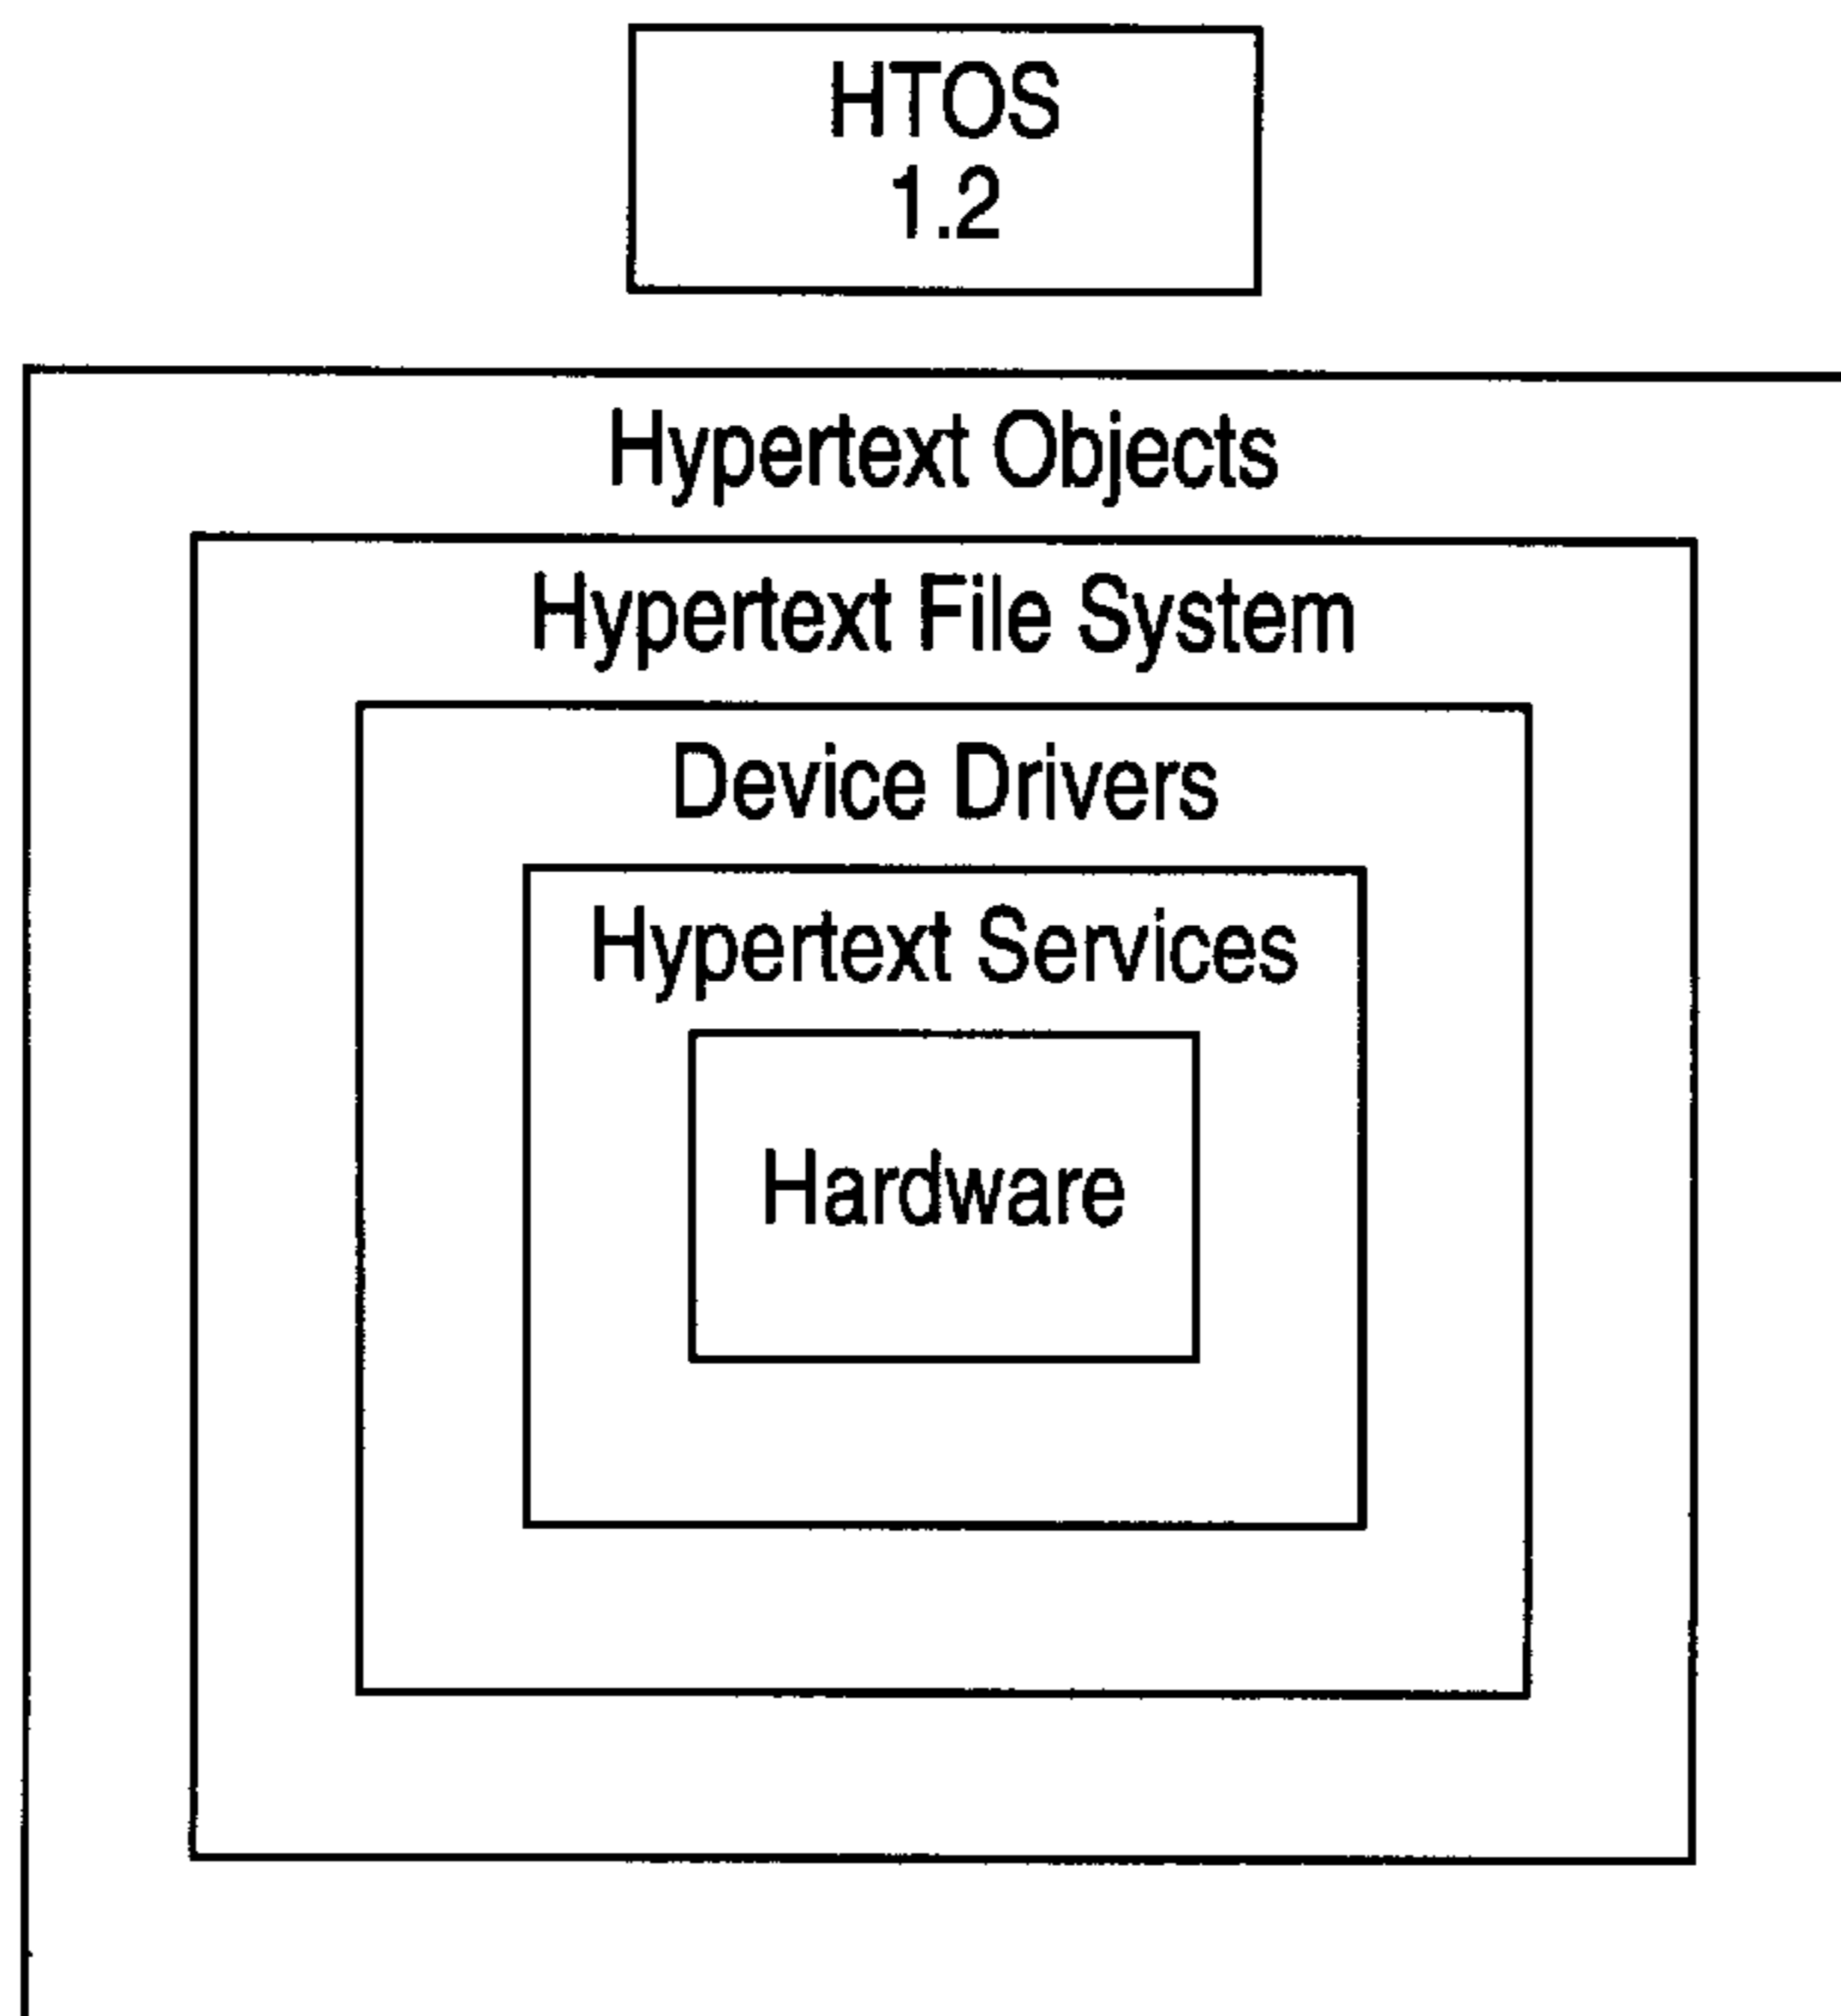 HTOS
1.2
Hypertext Objects
Hypertext File System
Device Drivers
Hypertext Services
Hardware